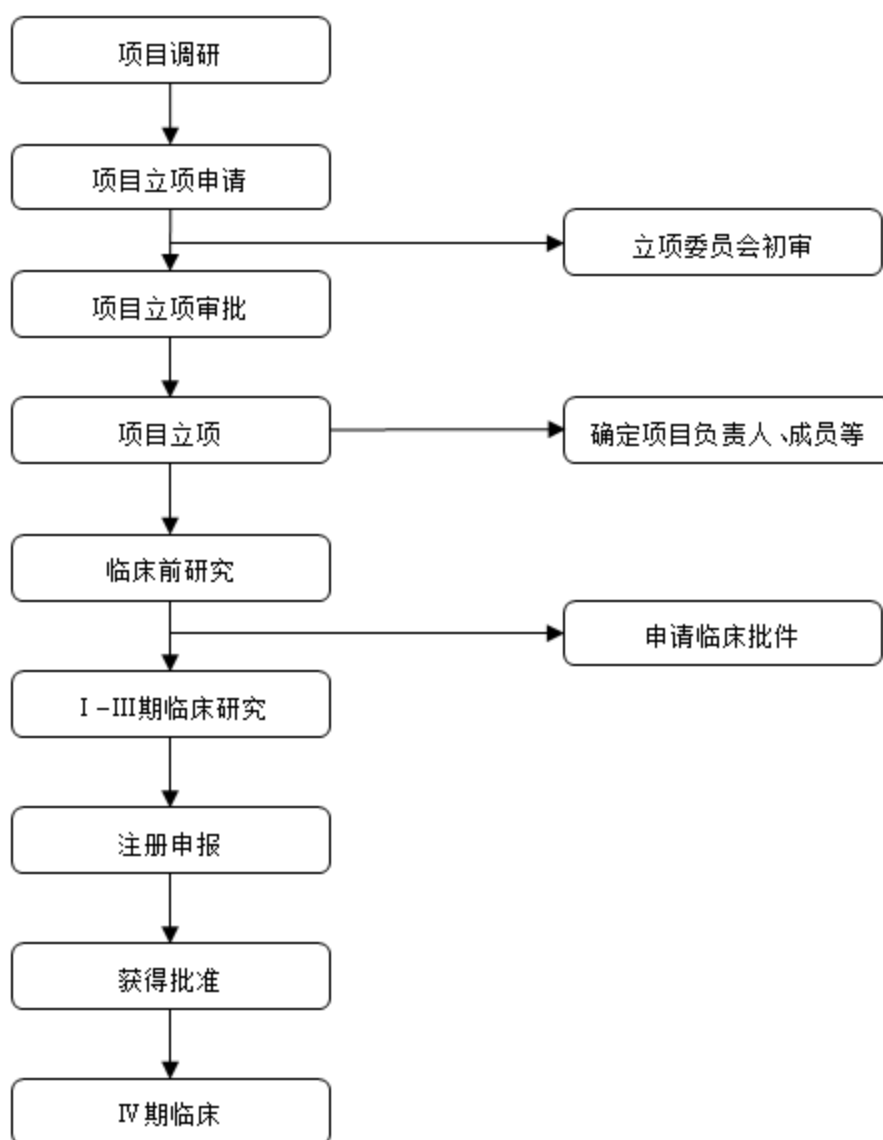 项目调研
项目立项申请
立项委员会初审
项目立项审批
项目立项
确定项目负责人、成员等
临床前研究
申请临床批件
I-III期临床研究
注册申报
获得批准
IV期临床